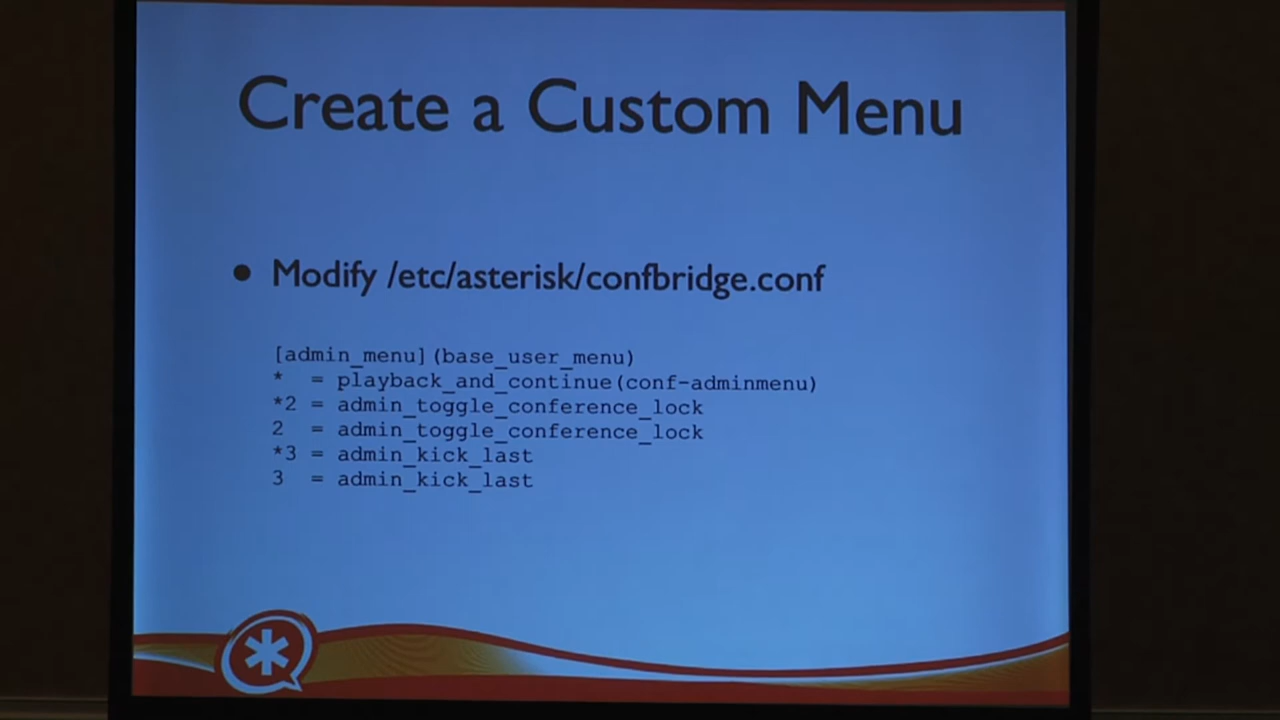 Create a Custom Menu
• Modify /etc/asterisk/confbridge.conf
[admin_menu](base_user_menu)
*  = playback_and_continue(conf-adminmenu)
*2 = admin_toggle_conference_lock
2  = admin_toggle_conference_lock
*3 = admin_kick_last
3  = admin_kick_last